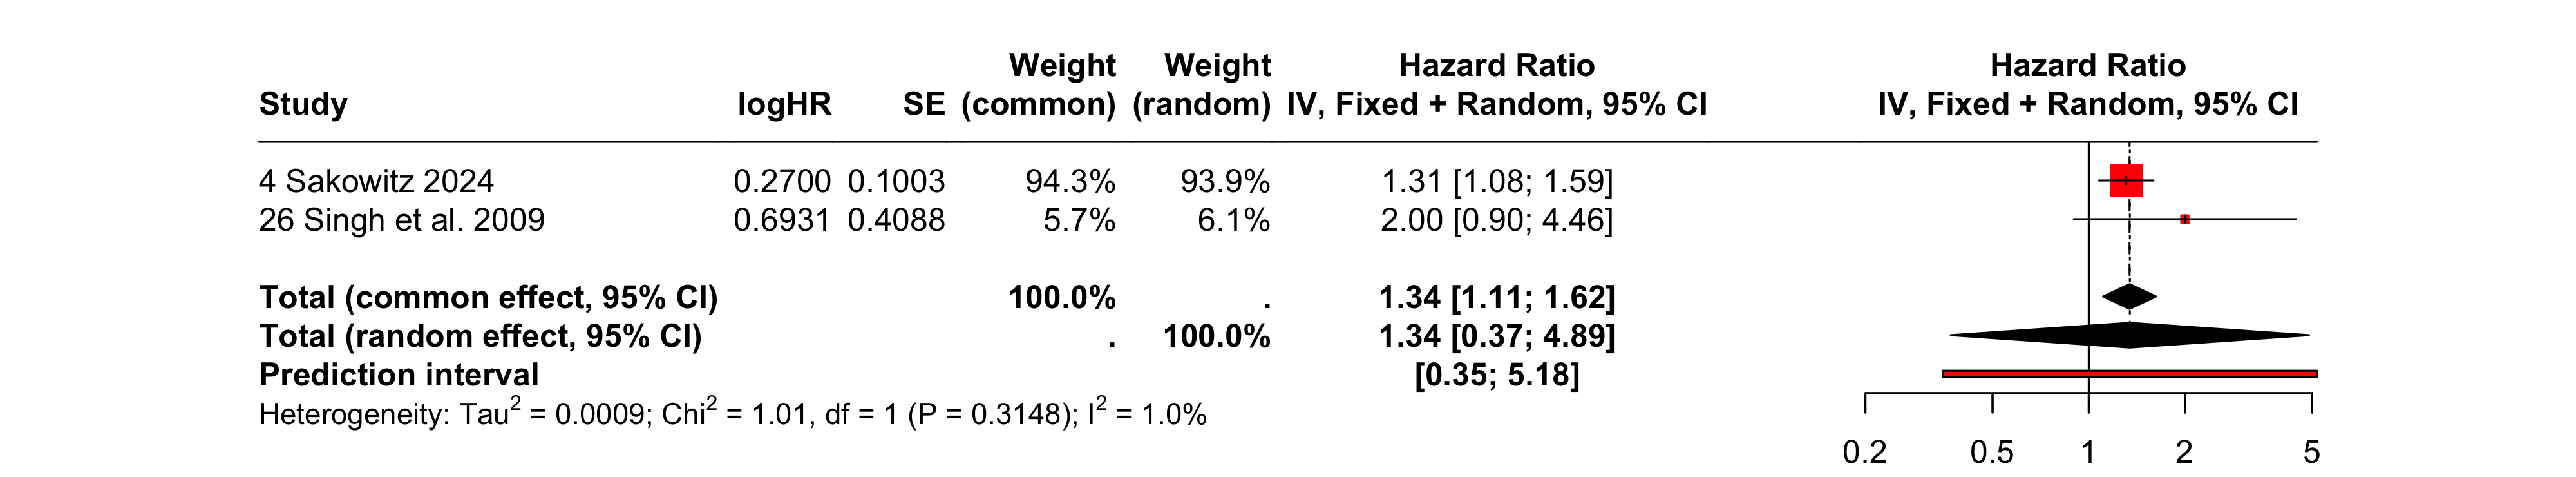 Weight Weight Hazard Ratio Hazard Ratio
Study logHR SE (common) (random) IV, Fixed + Random, 95% CI IV, Fixed + Random, 95% CI
4 Sakowitz 2024 0.2700 0.1003 94.3% 93.9% 1.31 [1.08; 1.59]
26 Singh et al. 2009 0.6931 0.4088 5.7% 6.1% 2.00 [0.90; 4.46]
Total (common effect, 95% CI) 100.0% . 1.34 [1.11; 1.62]
Total (random effect, 95% CI) . 100.0% 1.34 [0.37; 4.89]
Prediction interval [0.35; 5.18]
Heterogeneity: Tau² = 0.0009; Chi² = 1.01, df = 1 (P = 0.3148); I² = 1.0%
0.2 0.5 1 2 5